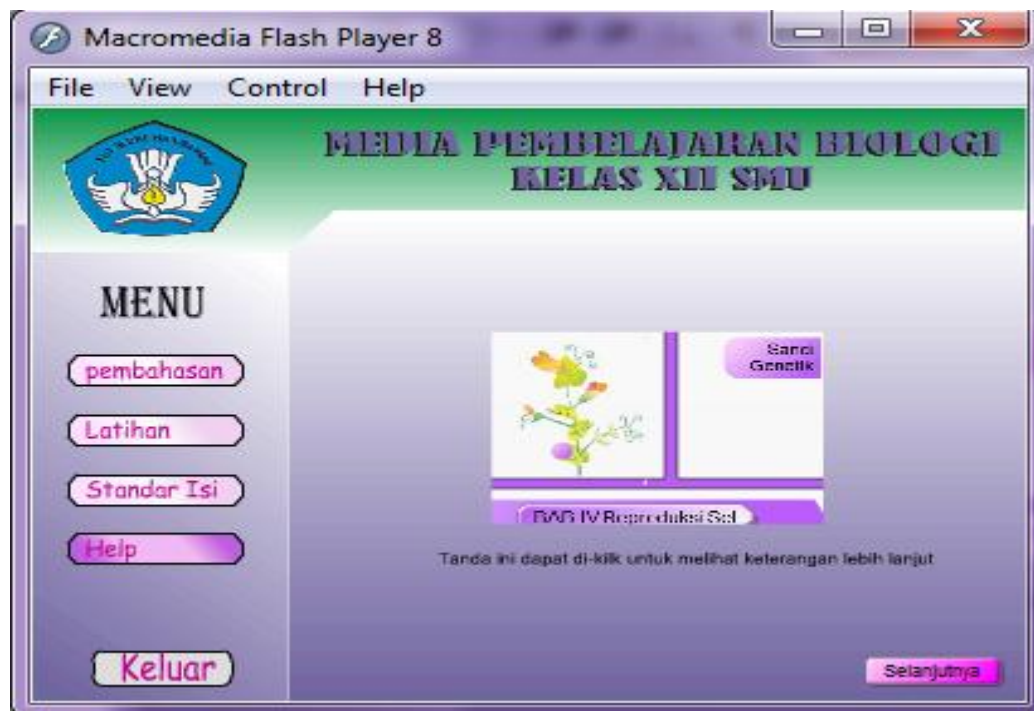 Macromedia Flash Player 8
File View Control Help
MEDIA PEMBELAJARAN BIOLOGI
KELAS XII SMU
MENU
pembahasan
Latihan
Standar Isi
Help
Keluar
Sandi
Genetik
BAB IV Reproduksi Sel
Tanda ini dapat di-klik untuk melihat keterangan lebih lanjut
Selanjutnya